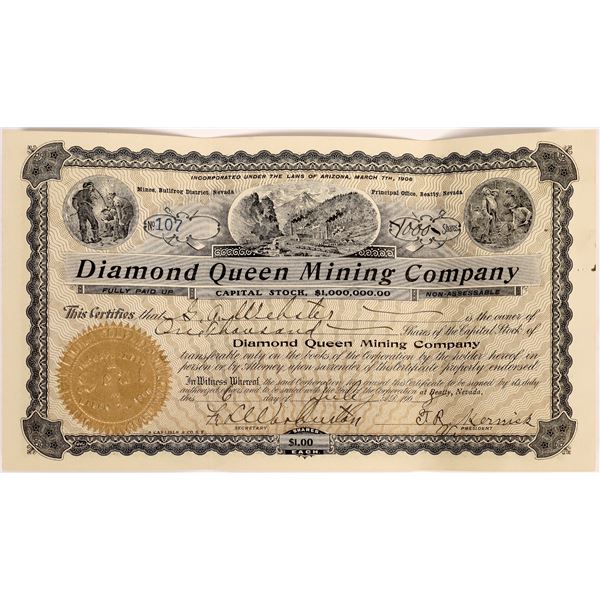 INCORPORATED UNDER THE LAWS OF ARIZONA, MARCH 7TH, 1906
Mines, Bullfrog District, Nevada
Principal Office, Beatty, Nevada
No 107
1000 Shares
Diamond Queen Mining Company
FULLY PAID UP
CAPITAL STOCK, $1,000,000.00
NON-ASSESSABLE
This Certifies that Webster is the owner of
One Thousand Shares of the Capital Stock of
Diamond Queen Mining Company
transferable only on the books of the Corporation by the holder hereof in
person or by Attorney upon surrender of this Certificate properly endorsed
In Witness Whereof, the said Corporation has caused this Certificate to be signed by its duly
authorized officers and to be sealed with the Seal of the Corporation at Beatty, Nevada,
this 6 day of
SECRETARY
F. R. Kernick
PRESIDENT
SHARES
$1.00
EACH
A CARLISLE & CO. S.F.